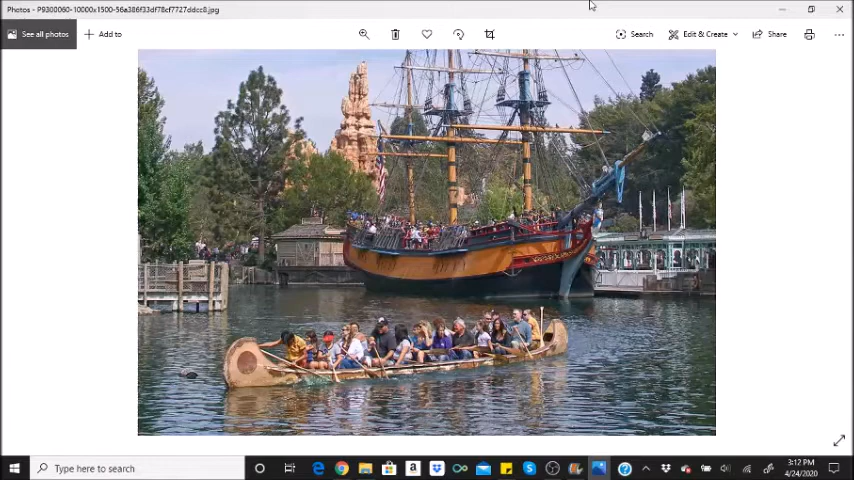 Photos - P9300060-10000x1500-56a386f33df78cf7727ddcc8.jpg
See all photos
Add to
Search
Edit & Create
Share
Type here to search
3:12 PM
4/24/2020